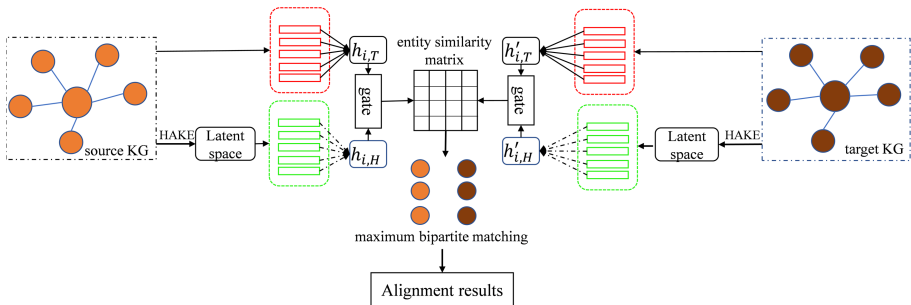 source KG
HAKE
Latent
space
h_{i,T}
gate
h_{i,H}
entity similarity
matrix
h'_{i,T}
gate
h'_{i,H}
Latent
space
HAKE
target KG
maximum bipartite matching
Alignment results